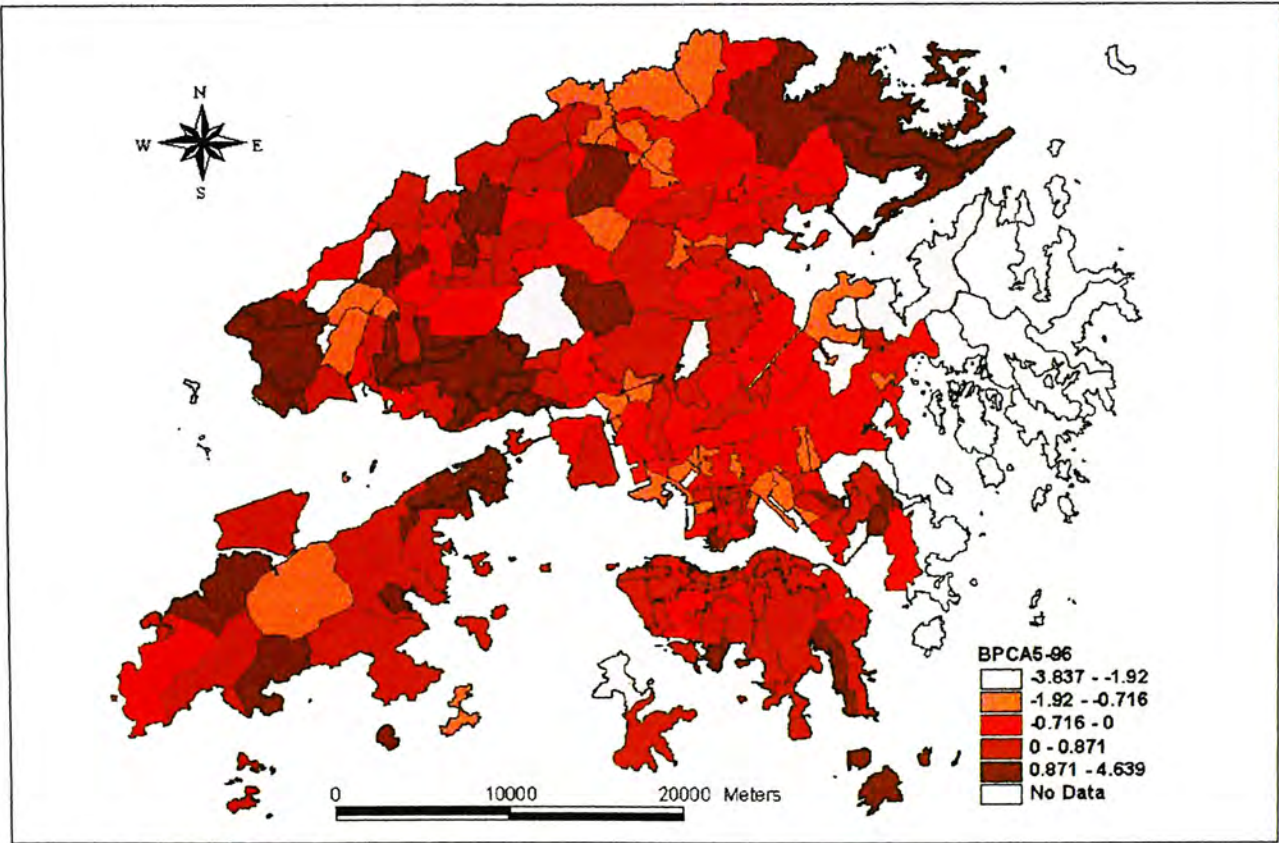 N
W E
S
BPCA5-96
-3.837 - -1.92
-1.92 - -0.716
-0.716 - 0
0 - 0.871
0.871 - 4.639
No Data
0 10000 20000 Meters